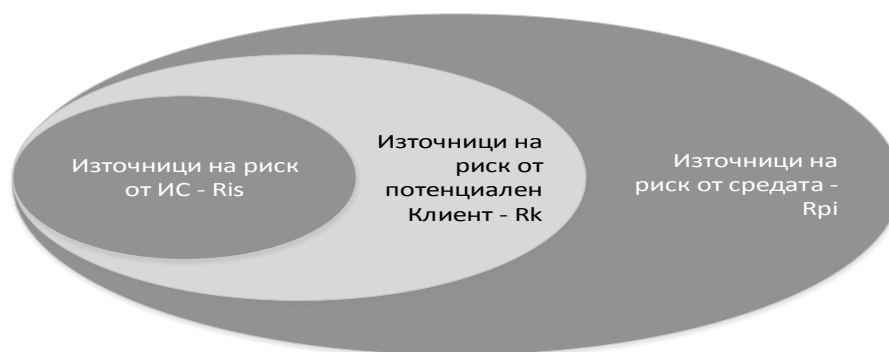 Източници на риск
от ИС - Ris
Източници на
риск от
потенциален
Клиент - Rk
Източници на
риск от средата -
Rpi